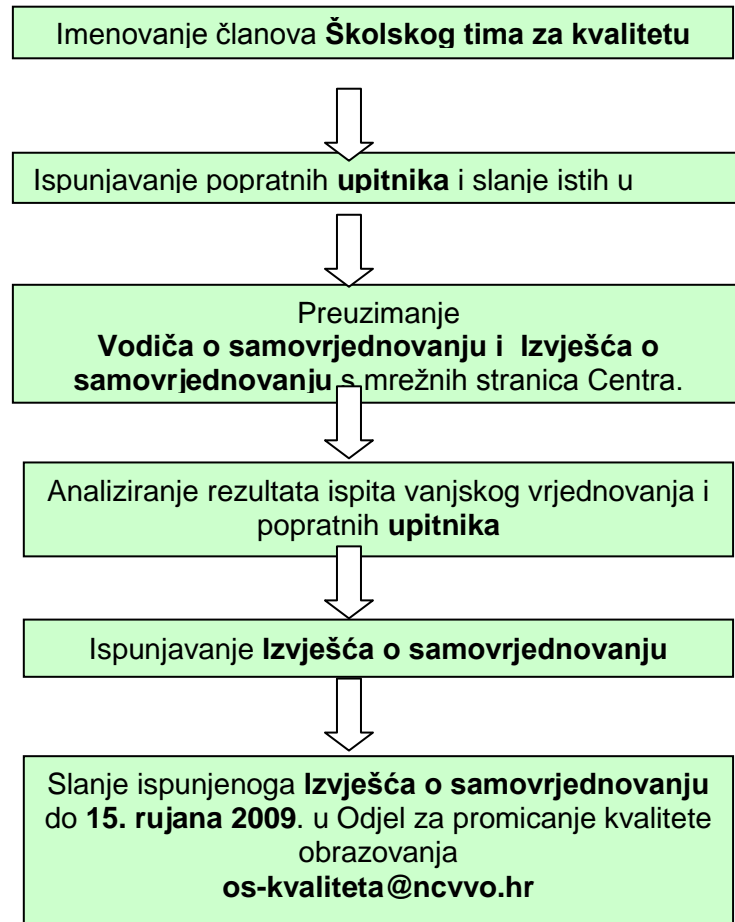 Imenovanje članova Školskog tima za kvalitetu
Ispunjavanje popratnih upitnika i slanje istih u
Preuzimanje
Vodiča o samovrjednovanju i Izvješća o
samovrjednovanju s mrežnih stranica Centra.
Analiziranje rezultata ispita vanjskog vrjednovanja i
popratnih upitnika
Ispunjavanje Izvješća o samovrjednovanju
Slanje ispunjenoga Izvješća o samovrjednovanju
do 15. rujana 2009. u Odjel za promicanje kvalitete
obrazovanja
os-kvaliteta@ncvvo.hr